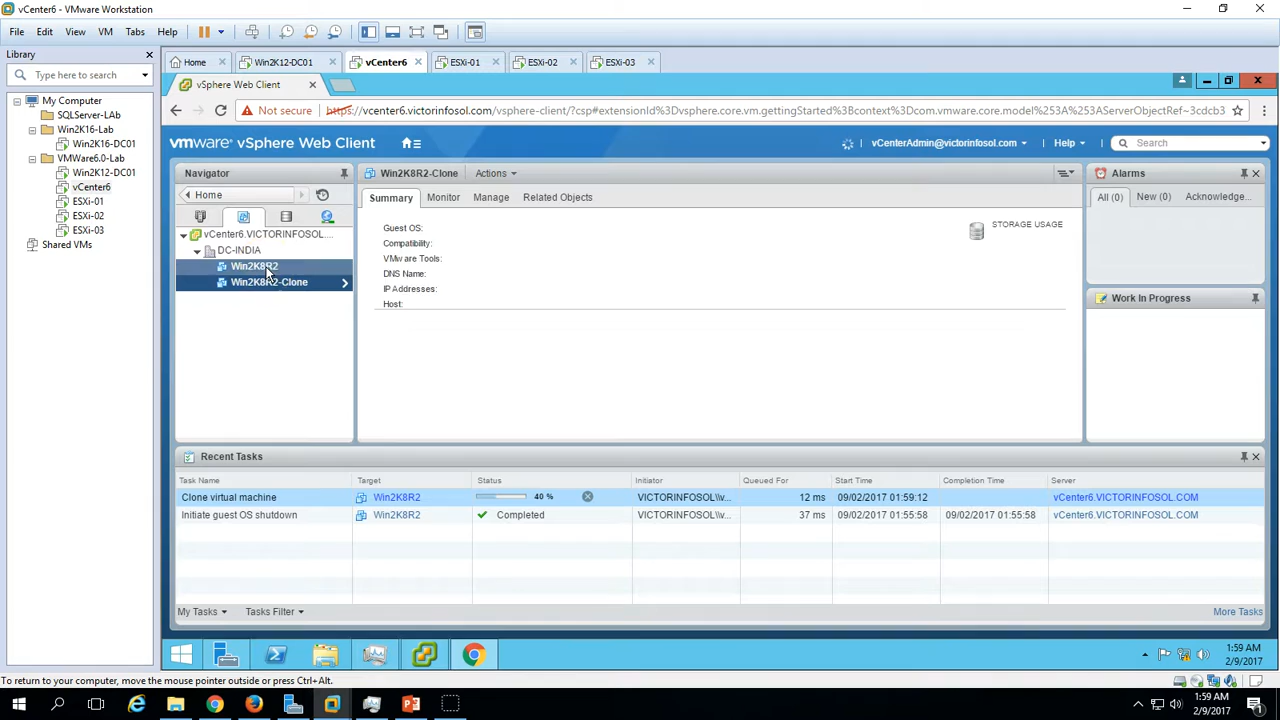 vCenter6 - VMware Workstation
File Edit View VM Tabs Help
Library
Type here to search
My Computer
SQLServer-LAb
Win2K16-Lab
Win2K16-DC01
VMWare6.0-Lab
Win2K12-DC01
vCenter6
ESXi-01
ESXi-02
ESXi-03
Shared VMs
Home Win2K12-DC01 vCenter6 ESXi-01 ESXi-02 ESXi-03
vSphere Web Client
Not secure https://vcenter6.victorinfosol.com/vsphere-client/?csp#extensionId%3Dvsphere.core.vm.gettingStarted%3Bcontext%3Dcom.vmware.core.model%253A%253AServerObjectRef~3cdcb3
vmware® vSphere Web Client vCenterAdmin@victorinfosol.com Help Search
Navigator
Home
vCenter6.VICTORINFOSOL....
DC-INDIA
Win2K8R2
Win2K8R2-Clone
Win2K8R2-Clone Actions
Summary Monitor Manage Related Objects
Guest OS:
Compatibility:
VMware Tools:
DNS Name:
IP Addresses:
Host:
STORAGE USAGE
Alarms
All (0) New (0) Acknowledge...
Work In Progress
Recent Tasks
Task Name Target Status Initiator Queued For Start Time Completion Time Server
Clone virtual machine Win2K8R2 40 % VICTORINFOSOL\\v... 12 ms 09/02/2017 01:59:12 vCenter6.VICTORINFOSOL.COM
Initiate guest OS shutdown Win2K8R2 Completed VICTORINFOSOL\\v... 37 ms 09/02/2017 01:55:58 09/02/2017 01:55:58 vCenter6.VICTORINFOSOL.COM
My Tasks Tasks Filter More Tasks
1:59 AM
2/9/2017
To return to your computer, move the mouse pointer outside or press Ctrl+Alt.
1:59 AM
2/9/2017